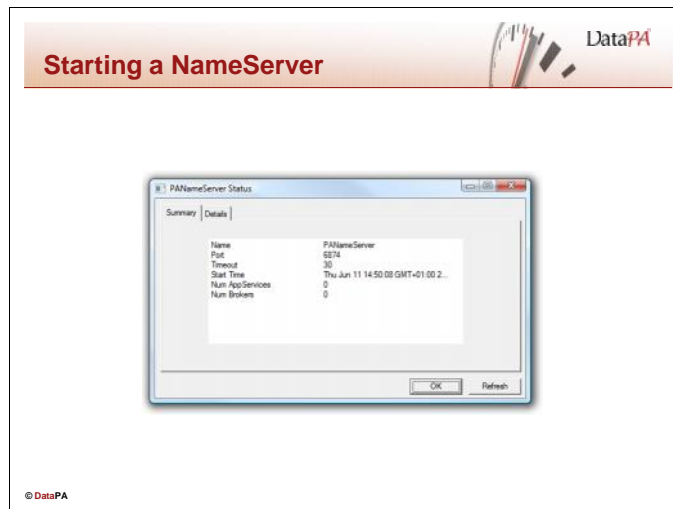 Starting a NameServer
DataPA
PANameServer Status
Summary Details
Name PANameServer
Port 6874
Timeout 30
Start Time Thu Jun 11 14:50:08 GMT+01:00 2...
Num AppServices 0
Num Brokers 0
OK Refresh
© DataPA